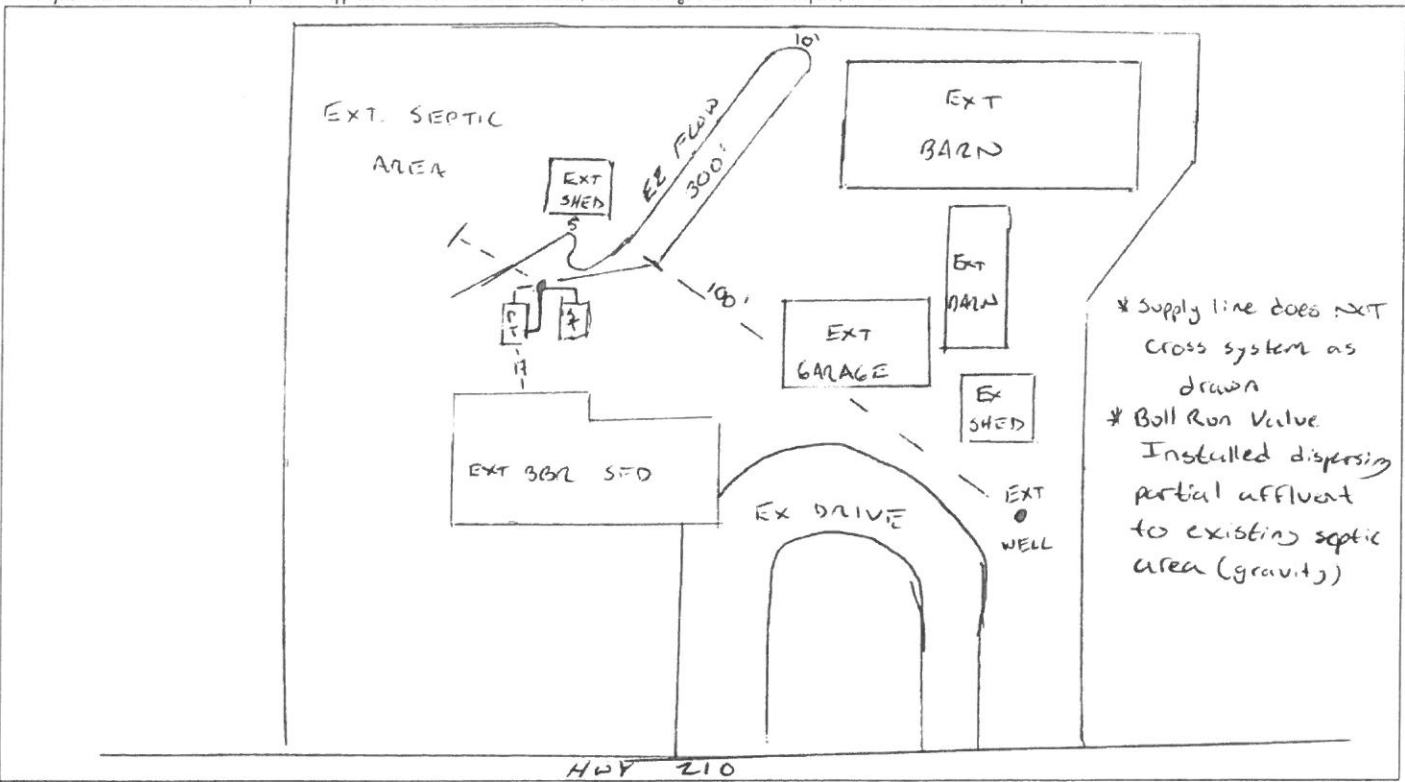 10'
EXT. SEPTIC
AREA
EZ FLOW
300'
EXT
BARN
EXT
SHED
5
EXT
BARN
100'
EXT
GARAGE
PT
ST
17
EX
SHED
EXT 3BR SFD
EX DRIVE
EXT
WELL
* Supply line does NOT
cross system as
drawn
* Bull Run Valve
Installed dispersing
partial affluent
to existing septic
area (gravity)
HWY 210